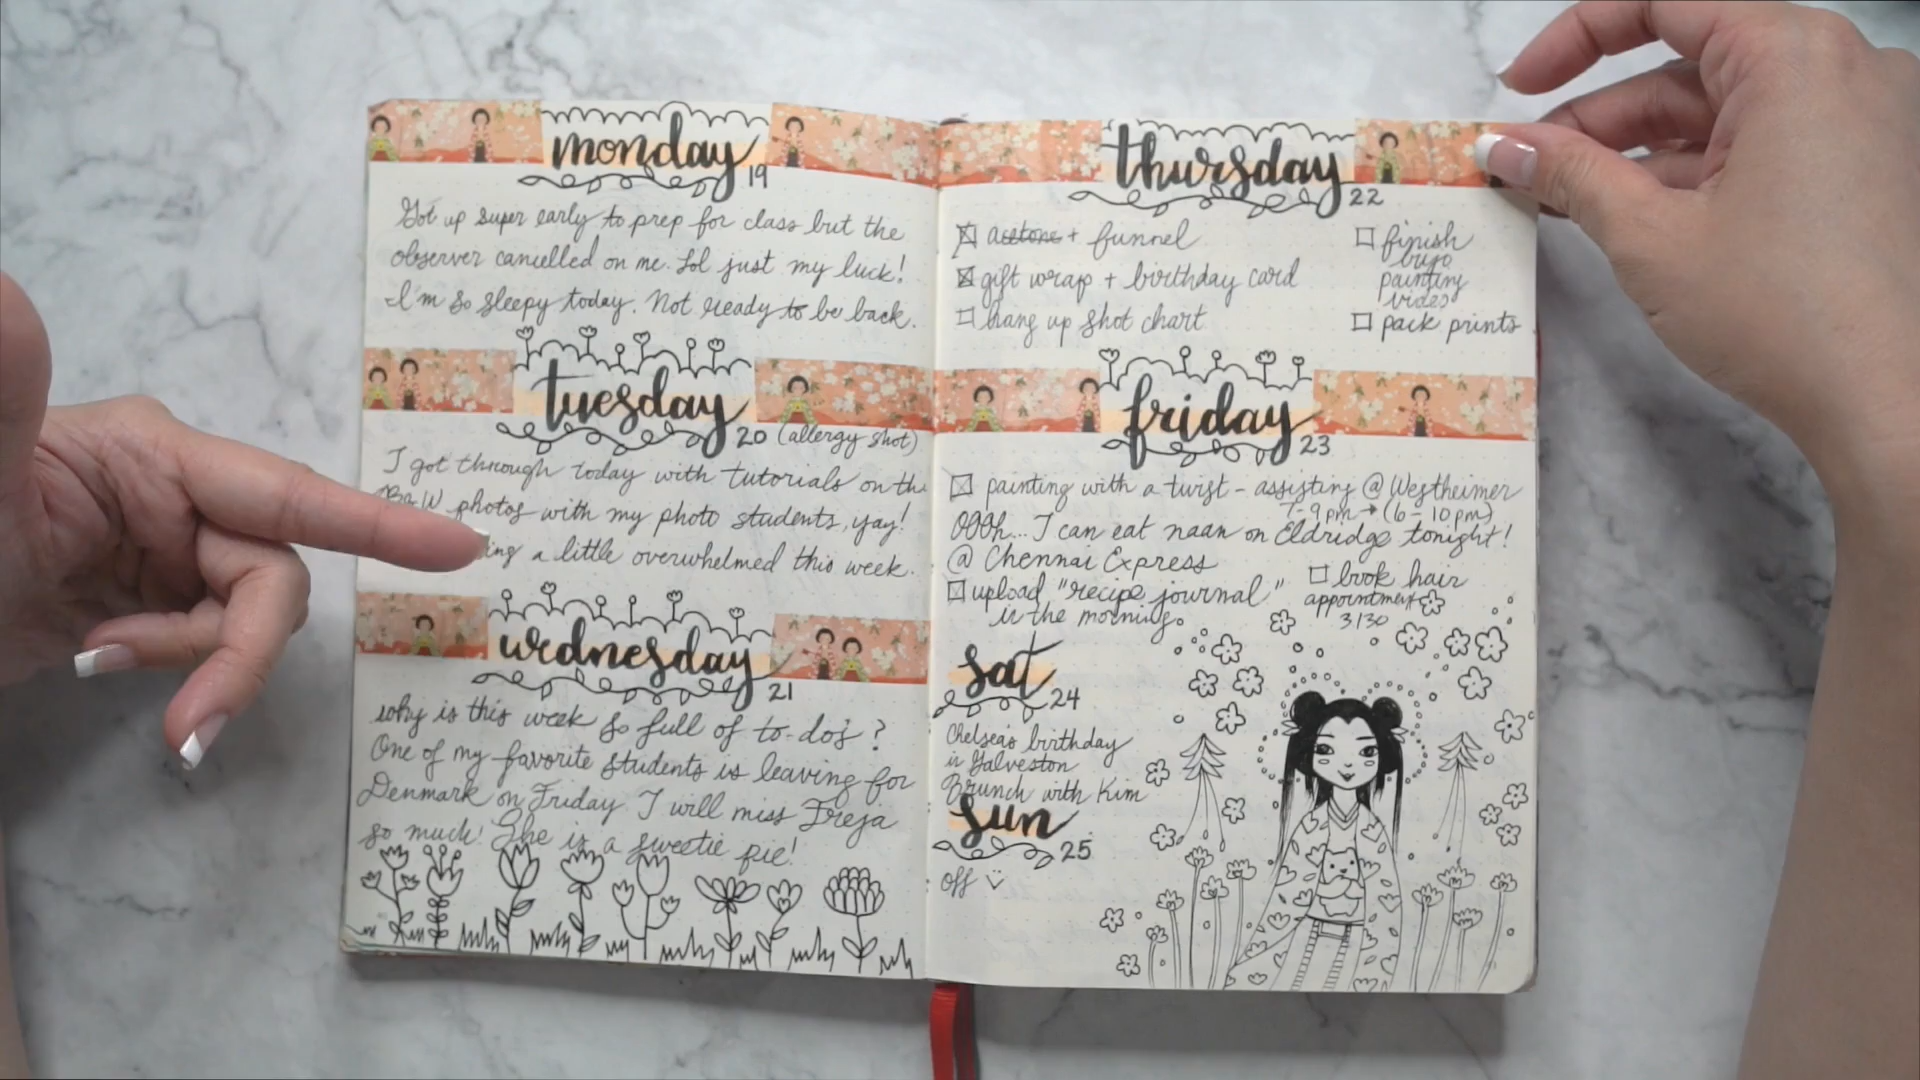 monday 19
Got up super early to prep for class but the
observer cancelled on me. Lol just my luck!
I'm so sleepy today. Not ready to be back.
tuesday 20 (allergy shot)
I got through today with tutorials on the
B&W photos with my photo students, yay!
a little overwhelmed this week.
wednesday 21
why is this week so full of to-do's?
One of my favorite students is leaving for
Denmark on Friday. I will miss Freja
so much! She is a sweetie pie!
thursday 22
acetone + funnel
gift wrap + birthday card
hang up shot chart
finish
bujo
painting
video
pack prints
friday 23
painting with a twist - assisting @ Westheimer
7-9pm → (6-10pm)
Oooh... I can eat naan on Eldridge tonight!
@ Chennai Express
upload "recipe journal"
in the morning.
book hair
appointment
3/30
sat 24
Chelsea's birthday
in Galveston
Brunch with Kim
sun 25
off